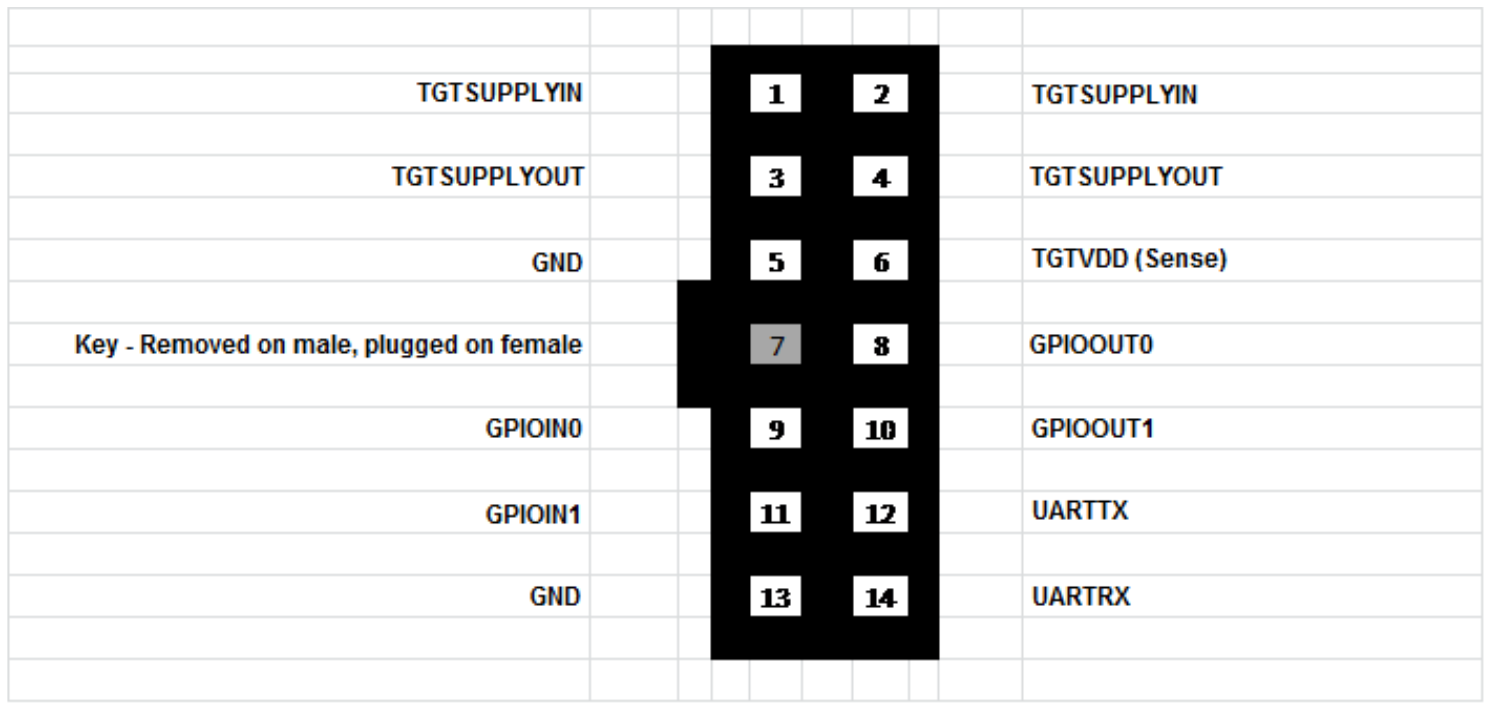 TGTSUPPLYIN 1 2 TGTSUPPLYIN
TGTSUPPLYOUT 3 4 TGTSUPPLYOUT
GND 5 6 TGTVDD (Sense)
Key - Removed on male, plugged on female 7 8 GPIOOUT0
GPIOIN0 9 10 GPIOOUT1
GPIOIN1 11 12 UARTTX
GND 13 14 UARTRX